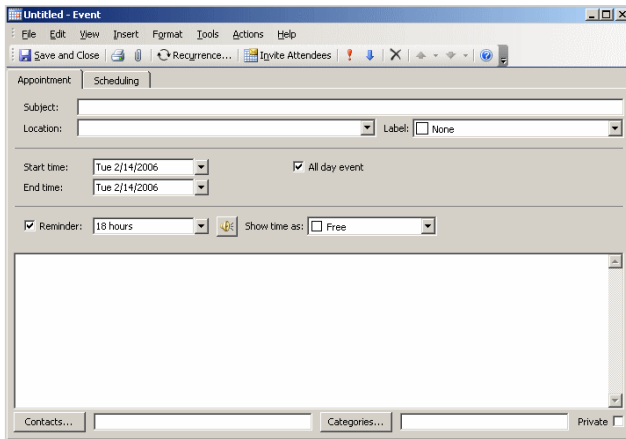 Untitled - Event
File Edit View Insert Format Tools Actions Help
Save and Close Recurrence... Invite Attendees
Appointment Scheduling
Subject:
Location: Label: None
Start time: Tue 2/14/2006 All day event
End time: Tue 2/14/2006
Reminder: 18 hours Show time as: Free
Contacts... Categories... Private